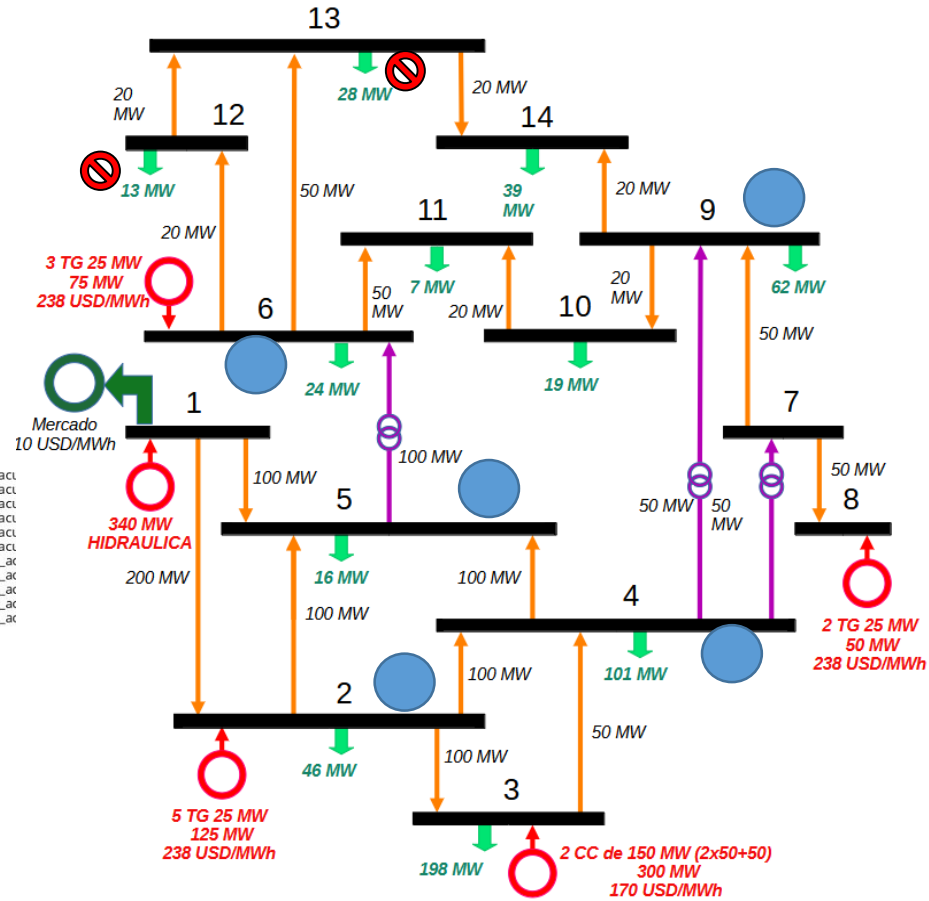 13
20
MW
12
28 MW
20 MW
14
13 MW
50 MW
39
MW
20 MW
9
11
20 MW
3 TG 25 MW
75 MW
238 USD/MWh
6
50
MW
7 MW
20 MW
10
20
MW
62 MW
50 MW
24 MW
19 MW
7
Mercado
10 USD/MWh
1
100 MW
100 MW
5
50 MW
50
MW
50 MW
8
340 MW
HIDRAULICA
200 MW
16 MW
100 MW
100 MW
4
101 MW
2 TG 25 MW
50 MW
238 USD/MWh
2
100 MW
50 MW
46 MW
100 MW
3
5 TG 25 MW
125 MW
238 USD/MWh
198 MW
2 CC de 150 MW (2x50+50)
300 MW
170 USD/MWh